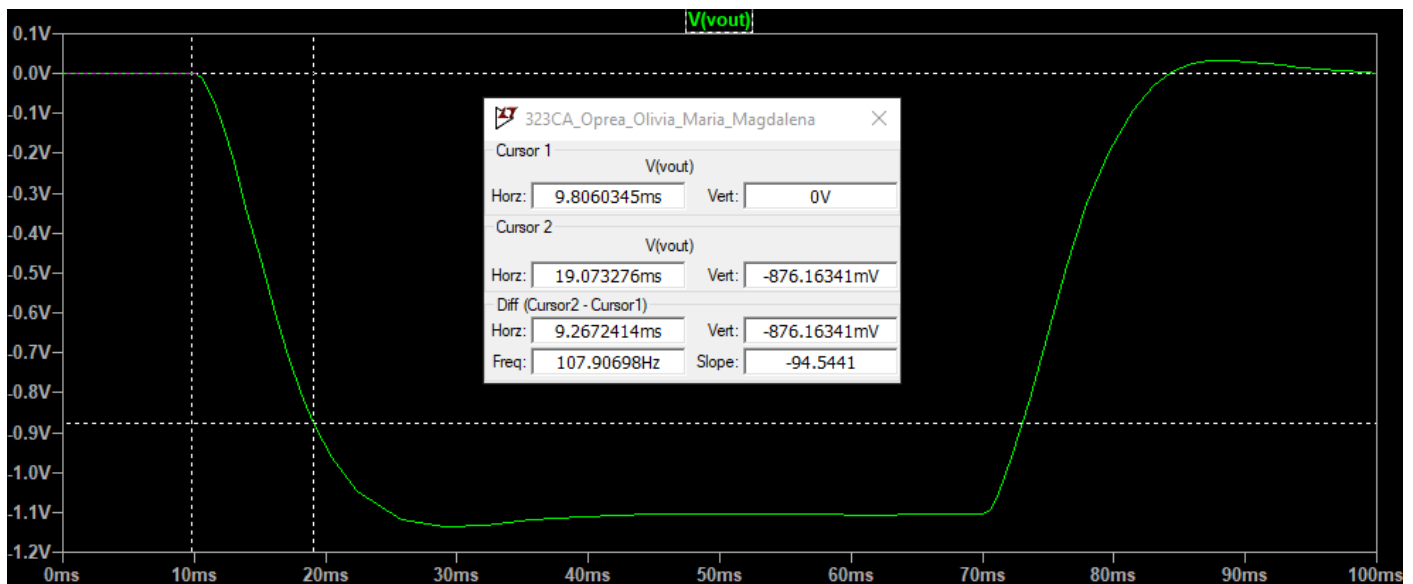 V(vout)
0.1V
0.0V
-0.1V
-0.2V
-0.3V
-0.4V
-0.5V
-0.6V
-0.7V
-0.8V
-0.9V
-1.0V
-1.1V
-1.2V
323CA_Oprea_Olivia_Maria_Magdalena
Cursor 1
V(vout)
Horz: 9.8060345ms Vert: 0V
Cursor 2
V(vout)
Horz: 19.073276ms Vert: -876.16341mV
Diff (Cursor2 - Cursor1)
Horz: 9.2672414ms Vert: -876.16341mV
Freq: 107.90698Hz Slope: -94.5441
0ms 10ms 20ms 30ms 40ms 50ms 60ms 70ms 80ms 90ms 100ms